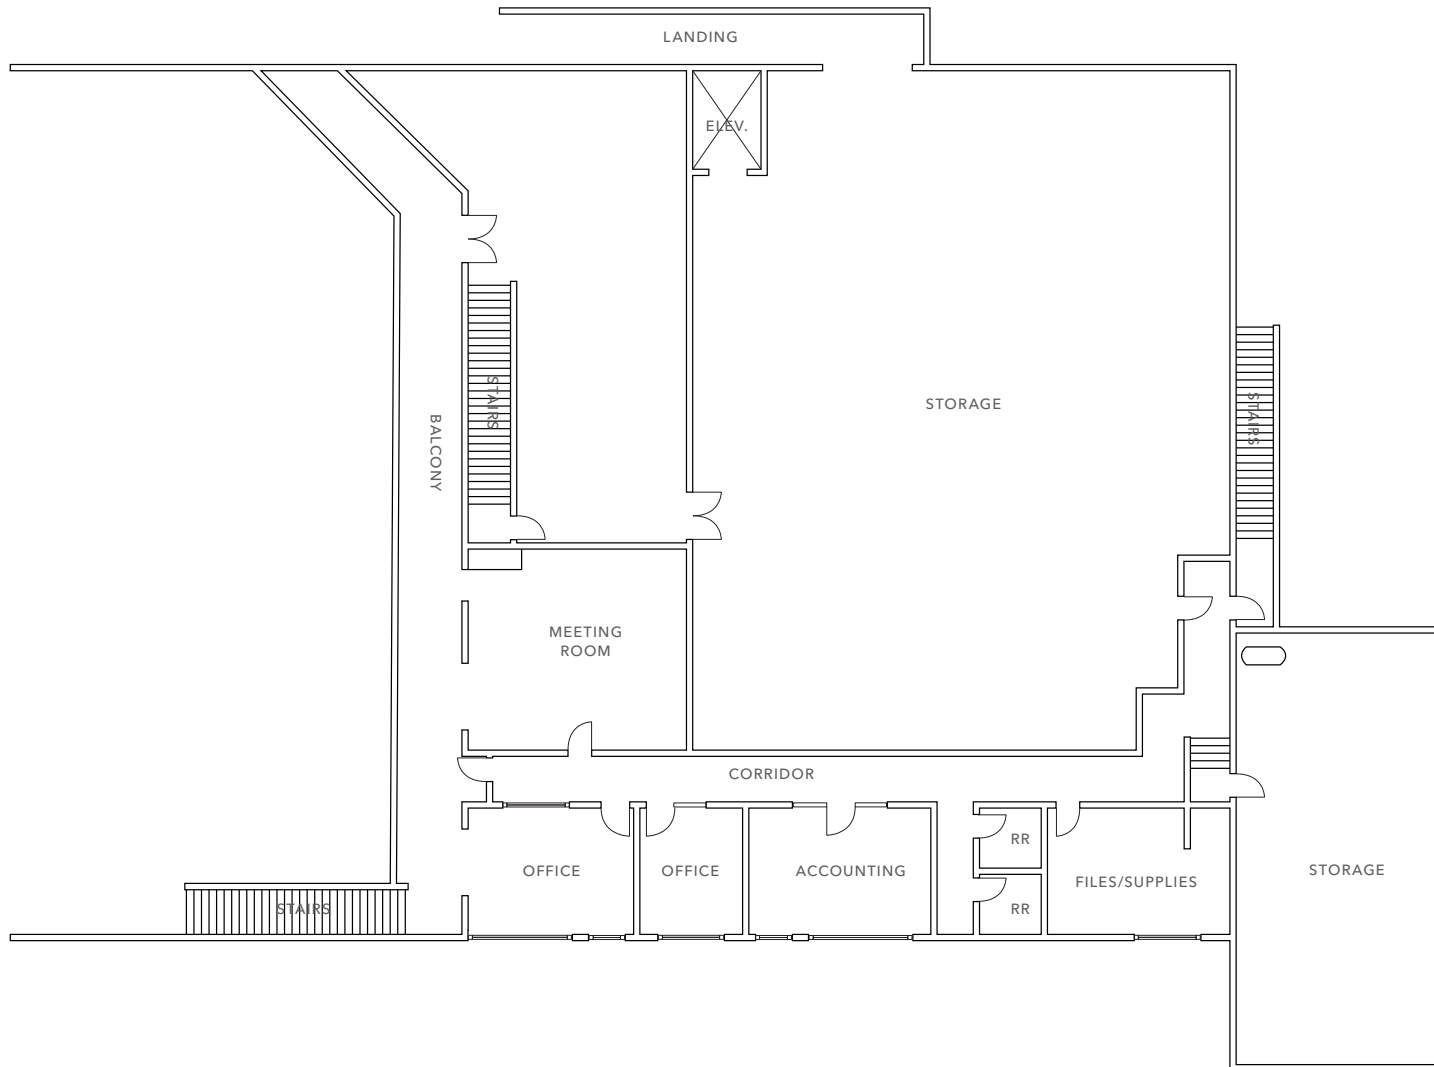 LANDING
ELEV.
STAIRS
STORAGE
STAIRS
BALCONY
MEETING
ROOM
CORRIDOR
RR
OFFICE
OFFICE
ACCOUNTING
FILES/SUPPLIES
STORAGE
STAIRS
RR